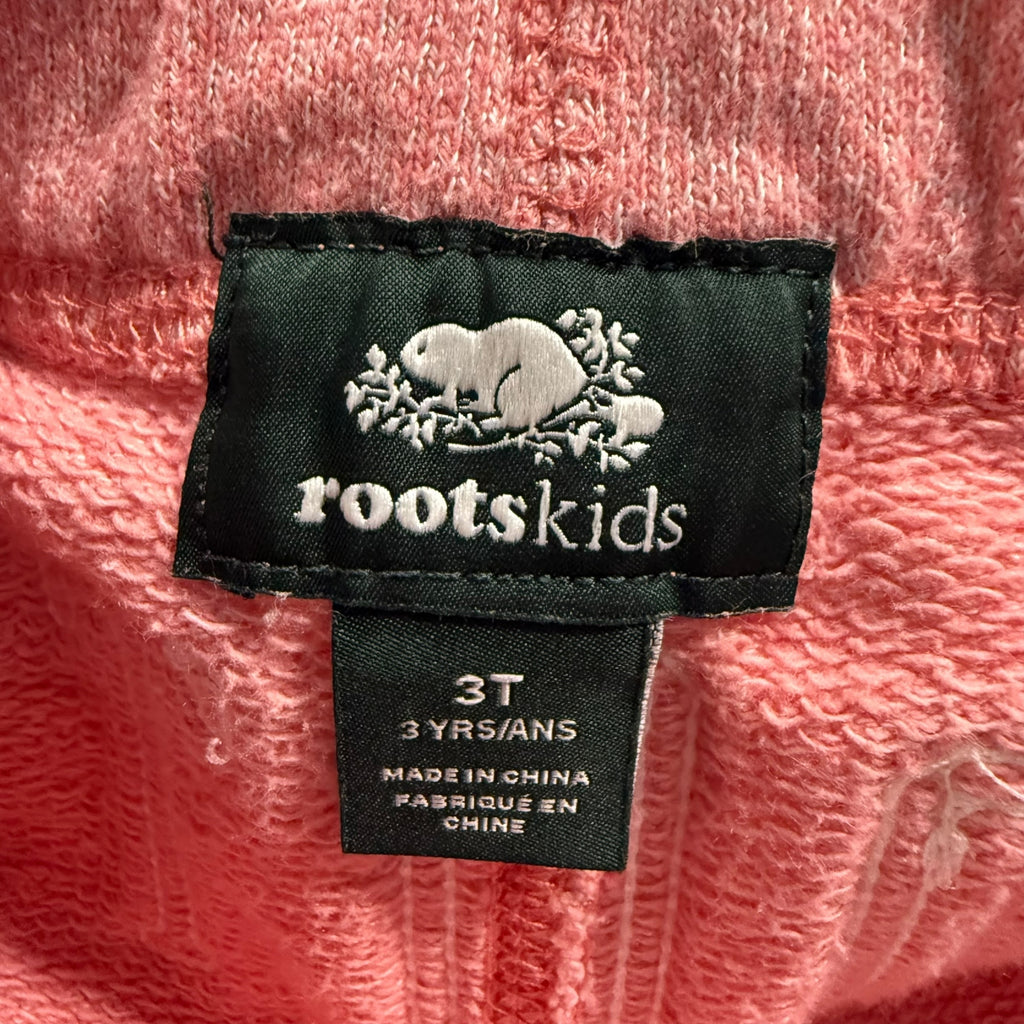 rootskids
3T
3 YRS/ANS
MADE IN CHINA
FABRIQUÉ EN
CHINE